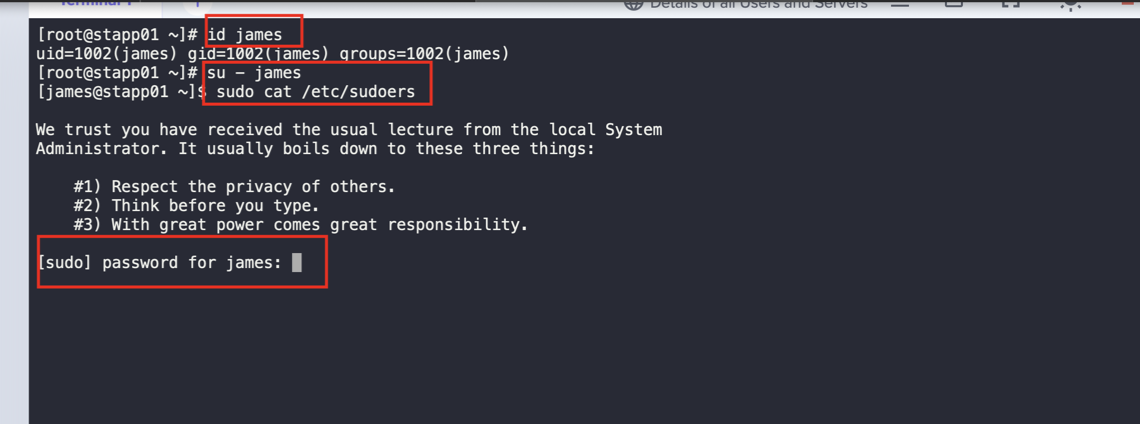 Terminal 1 +
Details of all Users and Servers
[root@stapp01 ~]# id james
uid=1002(james) gid=1002(james) groups=1002(james)
[root@stapp01 ~]# su - james
[james@stapp01 ~]$ sudo cat /etc/sudoers
We trust you have received the usual lecture from the local System
Administrator. It usually boils down to these three things:
#1) Respect the privacy of others.
#2) Think before you type.
#3) With great power comes great responsibility.
[sudo] password for james: